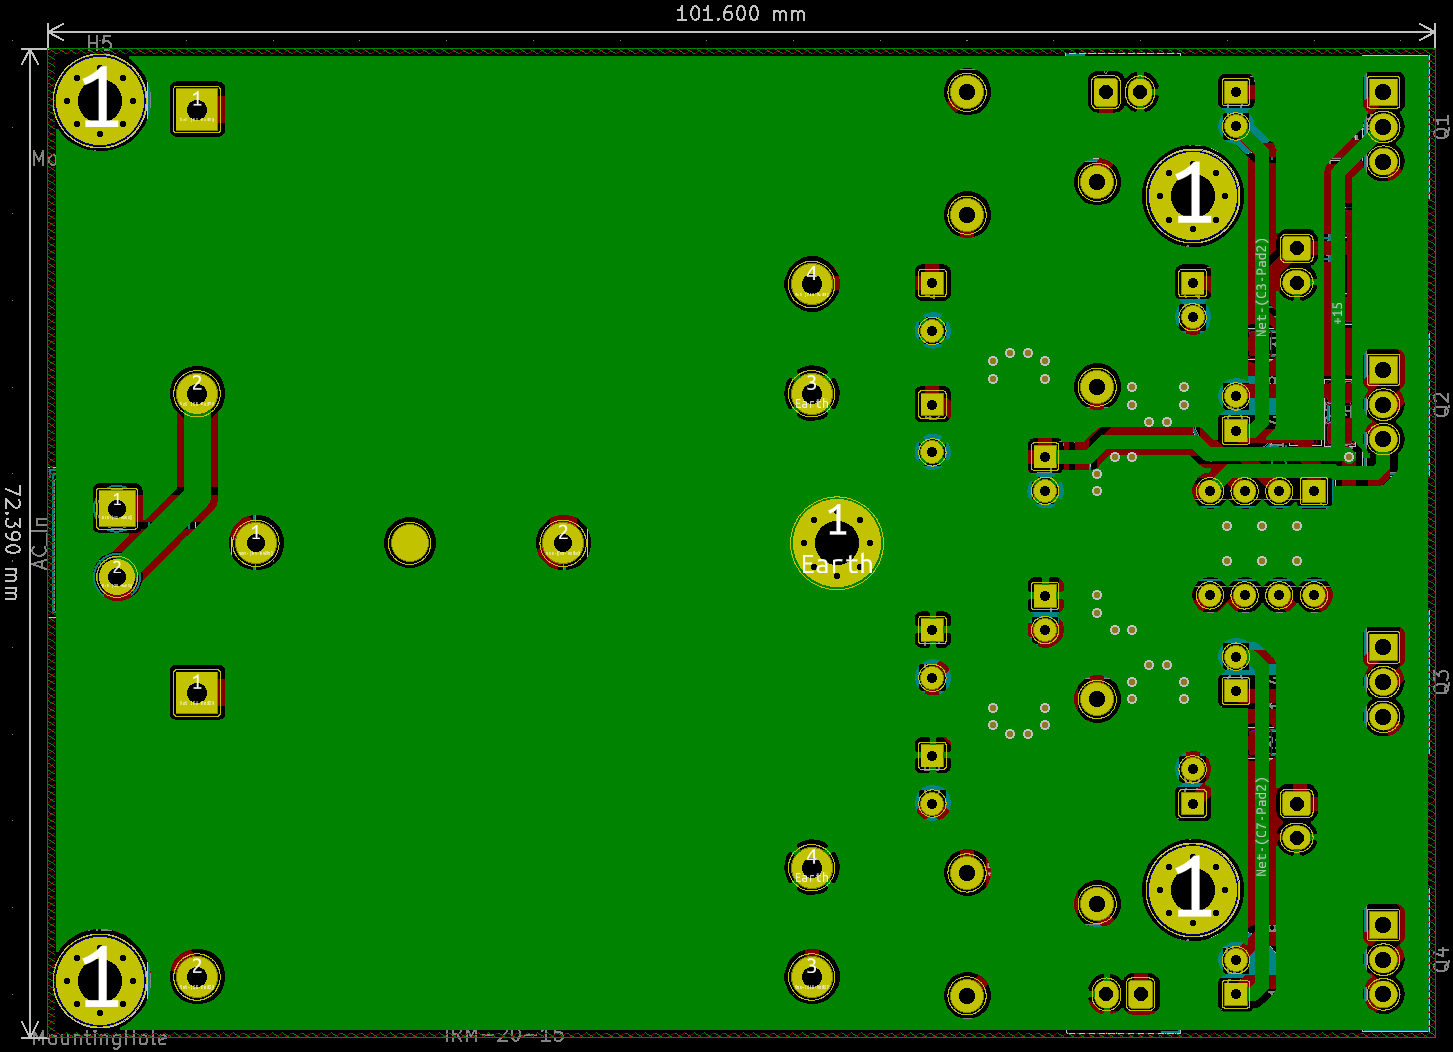 101.600 mm
H5
1
1
Q1
1
Mo
4
Net-(C3-Pad2)
+15
2
3
Earth
Q2
72.390 mm
1
AC_In
2
1
2
1
Earth
1
Q3
Net-(C7-Pad2)
4
Earth
1
1
2
3
Q4
MountingHole
IRM-20-15